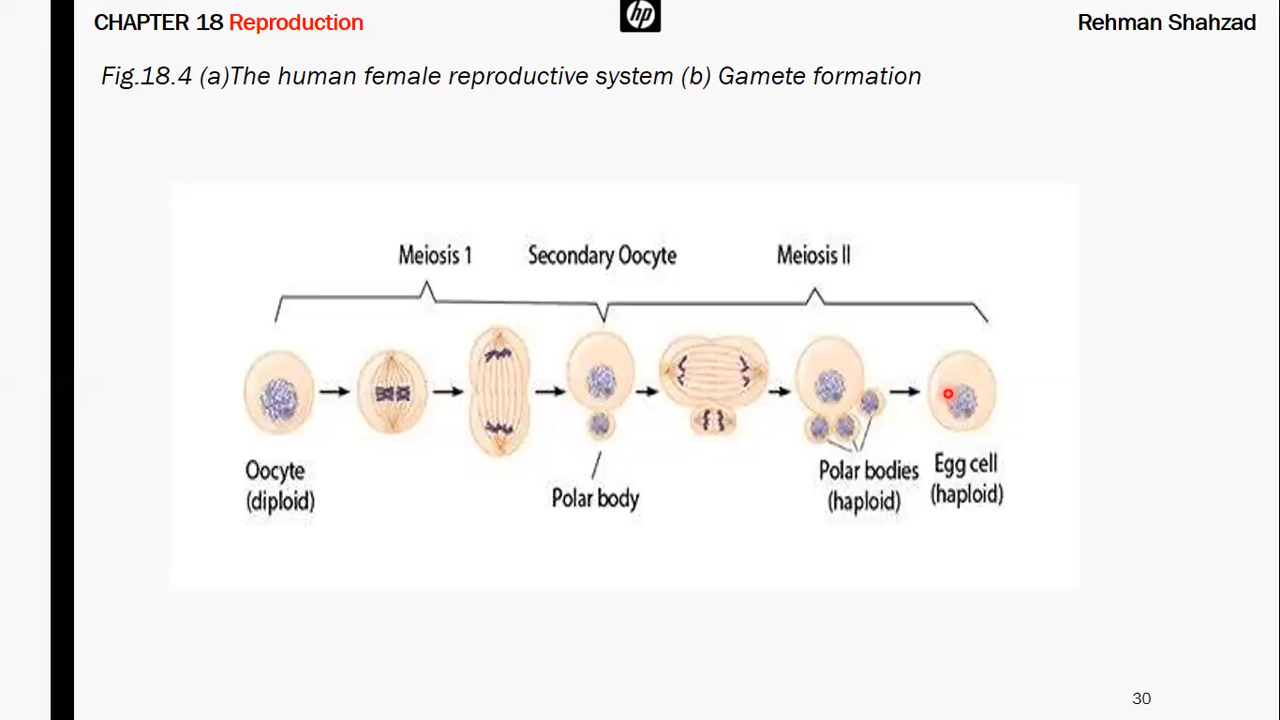 CHAPTER 18 Reproduction
hp
Rehman Shahzad
Fig.18.4 (a)The human female reproductive system (b) Gamete formation
Meiosis 1
Secondary Oocyte
Meiosis II
Oocyte
(diploid)
Polar body
Polar bodies
(haploid)
Egg cell
(haploid)
30